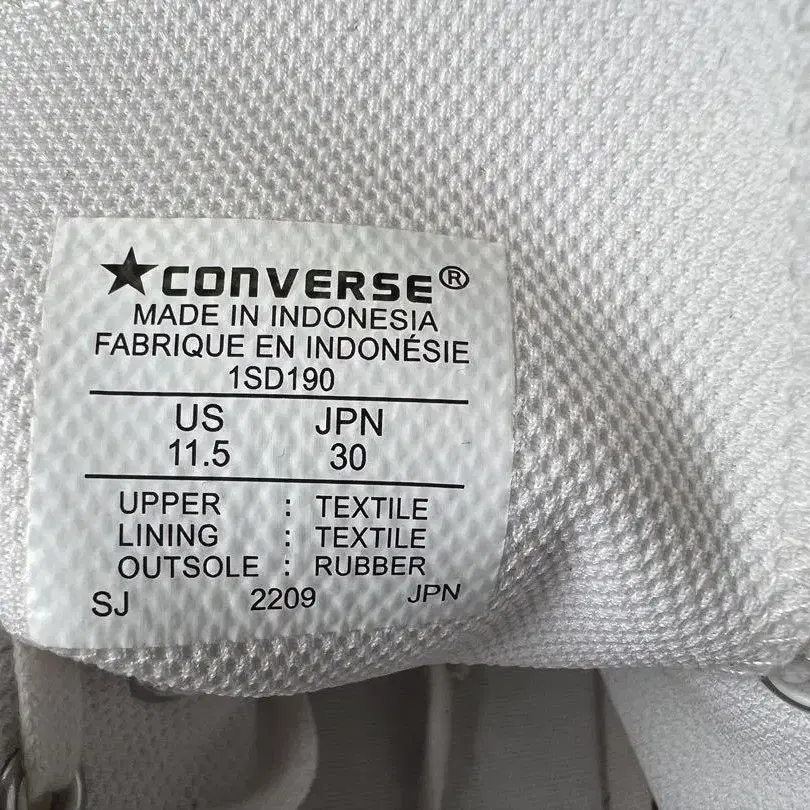 ★CONVERSE®
MADE IN INDONESIA
FABRIQUE EN INDONÉSIE
1SD190
US JPN
11.5 30
UPPER : TEXTILE
LINING : TEXTILE
OUTSOLE : RUBBER
SJ 2209 JPN